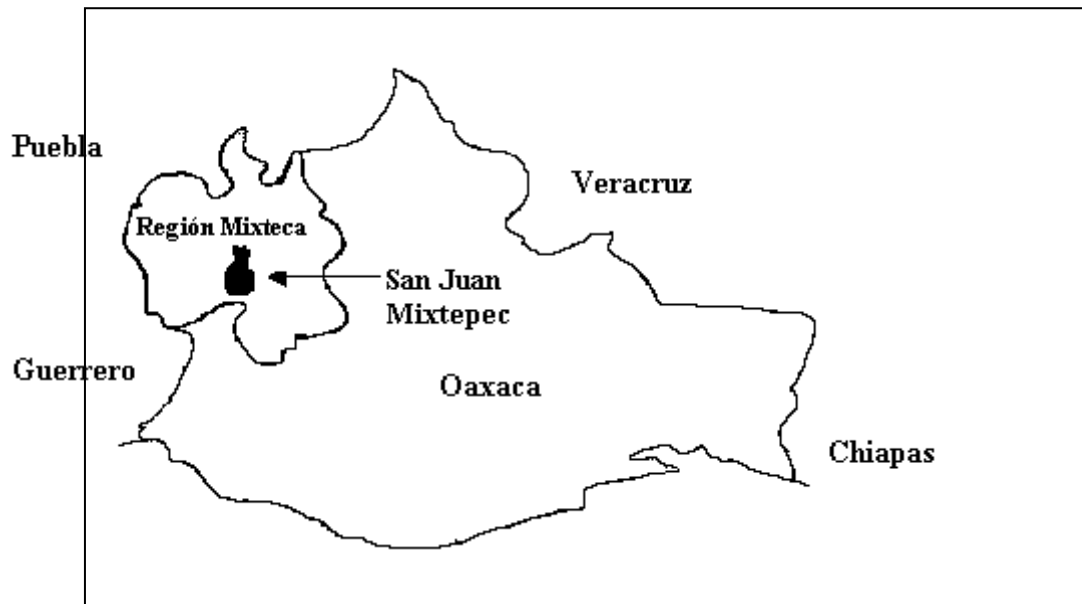 Puebla
Veracruz
Región Mixteca
San Juan
Mixtepec
Guerrero
Oaxaca
Chiapas